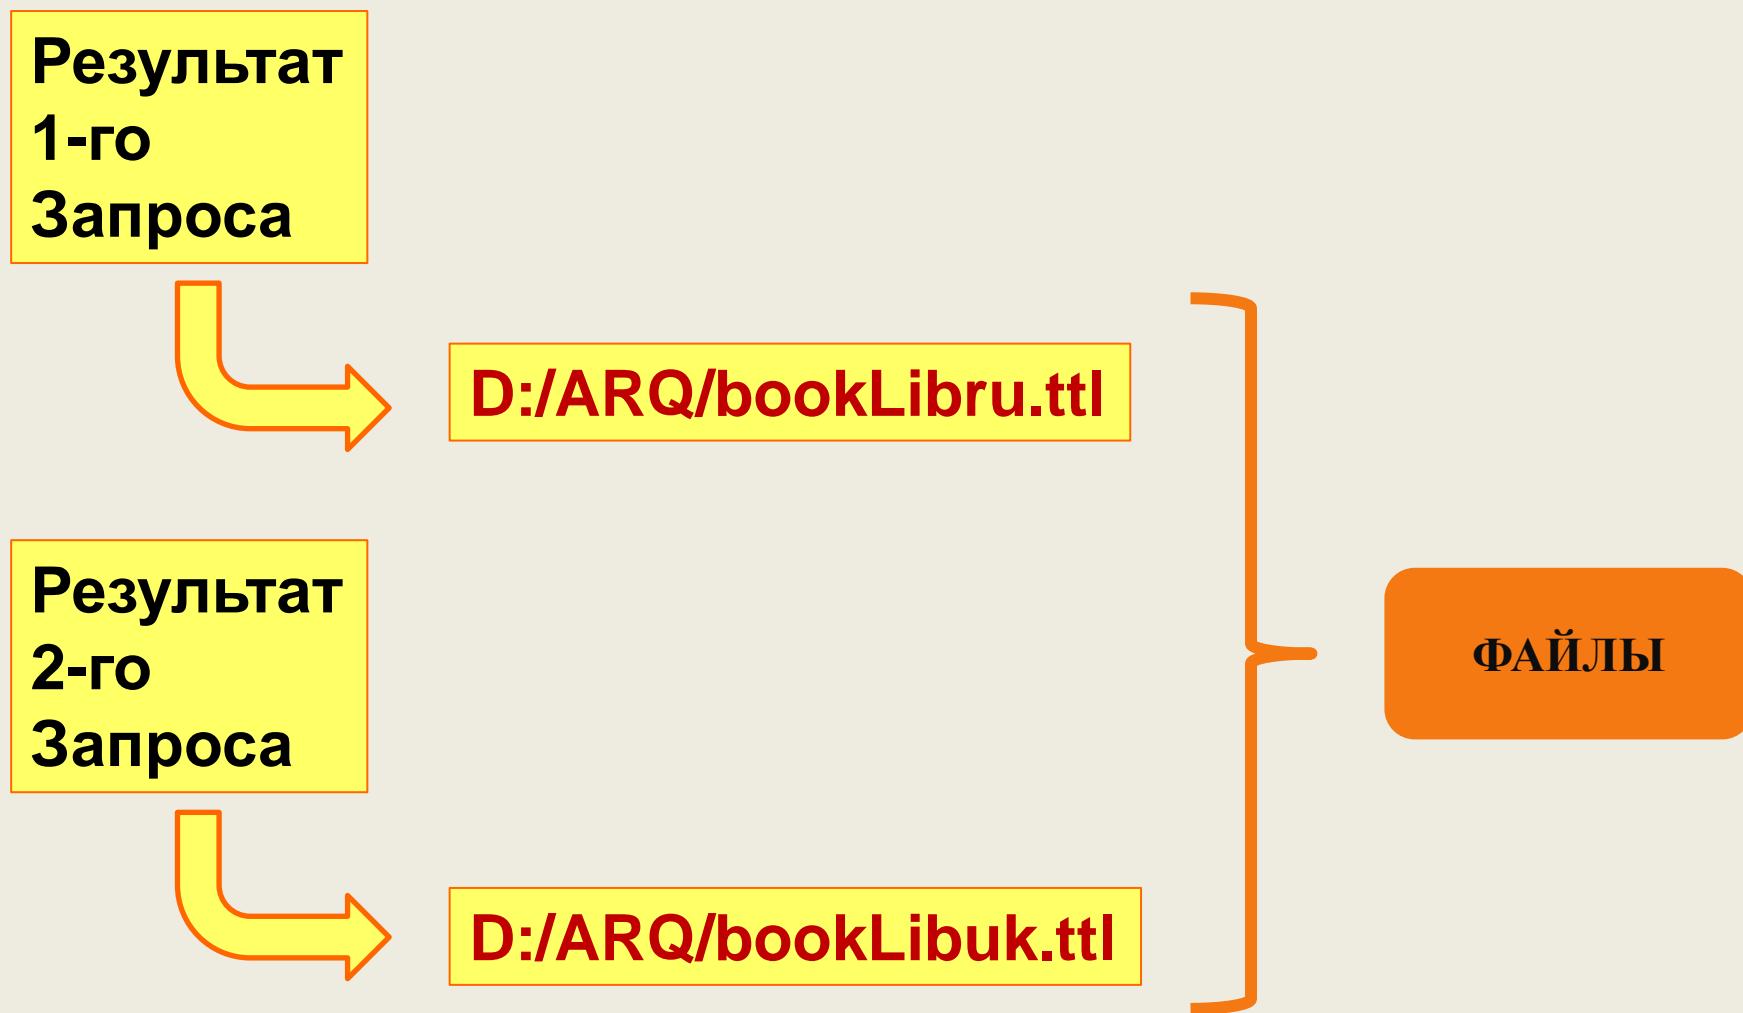 Результат
1-го
Запроса
D:/ARQ/bookLibru.ttl
Результат
2-го
Запроса
ФАЙЛЫ
D:/ARQ/bookLibuk.ttl